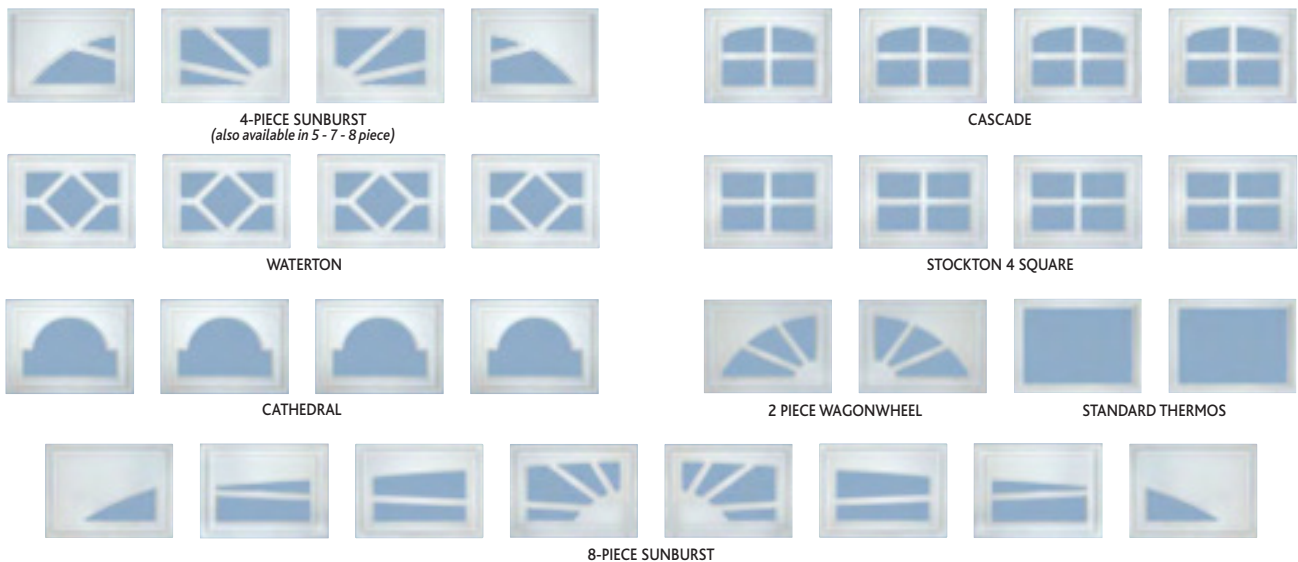 4-PIECE SUNBURST
(also available in 5 - 7 - 8 piece)
CASCADE
WATERTON
STOCKTON 4 SQUARE
CATHEDRAL
2 PIECE WAGONWHEEL
STANDARD THERMOS
8-PIECE SUNBURST